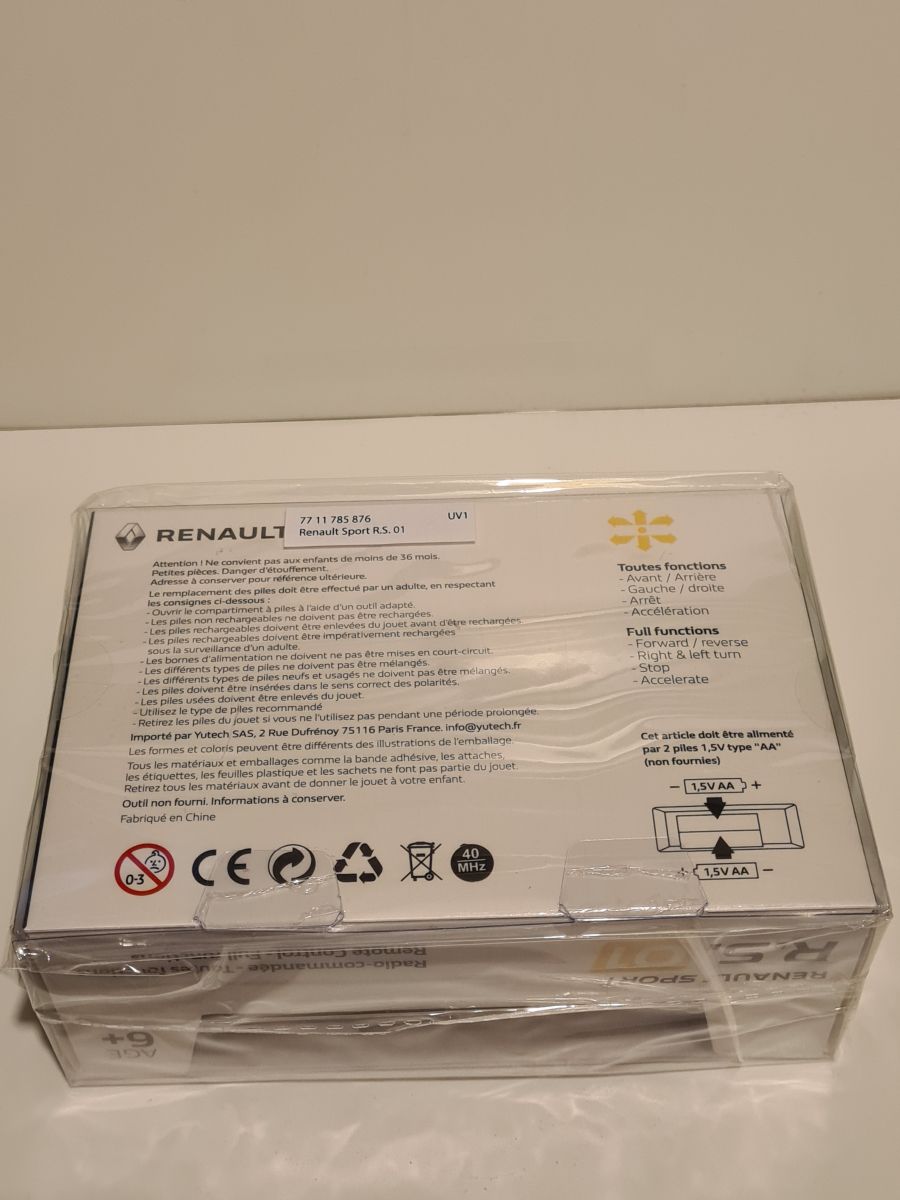 RENAULT
77 11 785 876 UV1
Renault Sport R.S. 01
Attention ! Ne convient pas aux enfants de moins de 36 mois.
Petites pièces. Danger d'étouffement.
Adresse à conserver pour référence ultérieure.
Le remplacement des piles doit être effectué par un adulte, en respectant
les consignes ci-dessous :
- Ouvrir le compartiment à piles à l'aide d'un outil adapté.
- Les piles non rechargeables ne doivent pas être rechargées.
- Les piles rechargeables doivent être enlevées du jouet avant d'être rechargées.
- Les piles rechargeables doivent être impérativement rechargées
sous la surveillance d'un adulte.
- Les bornes d'alimentation ne doivent ne pas être mises en court-circuit.
- Les différents types de piles ne doivent pas être mélangés.
- Les différents types de piles neufs et usagés ne doivent pas être mélangés.
- Les piles doivent être insérées dans le sens correct des polarités.
- Les piles usées doivent être enlevés du jouet.
- Utilisez le type de piles recommandé
- Retirez les piles du jouet si vous ne l'utilisez pas pendant une période prolongée.
Importé par Yutech SAS, 2 Rue Dufrénoy 75116 Paris France. info@yutech.fr
Les formes et coloris peuvent être différents des illustrations de l'emballage.
Tous les matériaux et emballages comme la bande adhésive, les attaches,
les étiquettes, les feuilles plastique et les sachets ne font pas partie du jouet.
Retirez tous les matériaux avant de donner le jouet à votre enfant.
Outil non fourni. Informations à conserver.
Fabriqué en Chine
0-3
CE
40
MHz
Toutes fonctions
- Avant / Arrière
- Gauche / droite
- Arrêt
- Accélération
Full functions
- Forward / reverse
- Right & left turn
- Stop
- Accelerate
Cet article doit être alimenté
par 2 piles 1,5V type "AA"
(non fournies)
- 1,5V AA +
+ 1,5V AA -
RENAULT SPORT
R.S. 01
Radio-commandée - Toutes fonctions
Remote Control - Full functions
AGE
6+